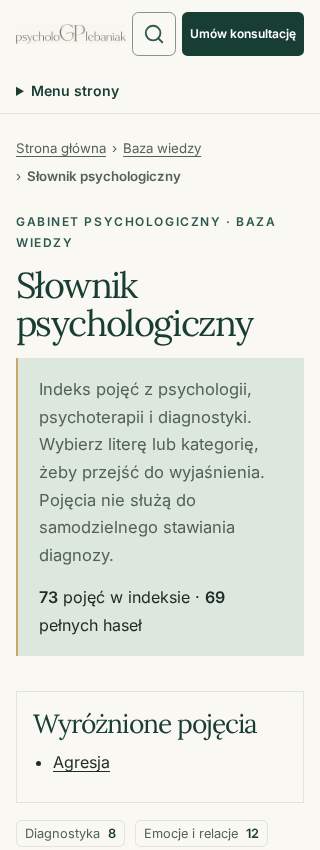 psycholoGPlebaniak
Umów konsultację
Menu strony
Strona główna › Baza wiedzy
› Słownik psychologiczny
GABINET PSYCHOLOGICZNY · BAZA
WIEDZY
Słownik
psychologiczny
Indeks pojęć z psychologii,
psychoterapii i diagnostyki.
Wybierz literę lub kategorię,
żeby przejść do wyjaśnienia.
Pojęcia nie służą do
samodzielnego stawiania
diagnozy.
73 pojęć w indeksie · 69
pełnych haseł
Wyróżnione pojęcia
Agresja
Diagnostyka 8 Emocje i relacje 12